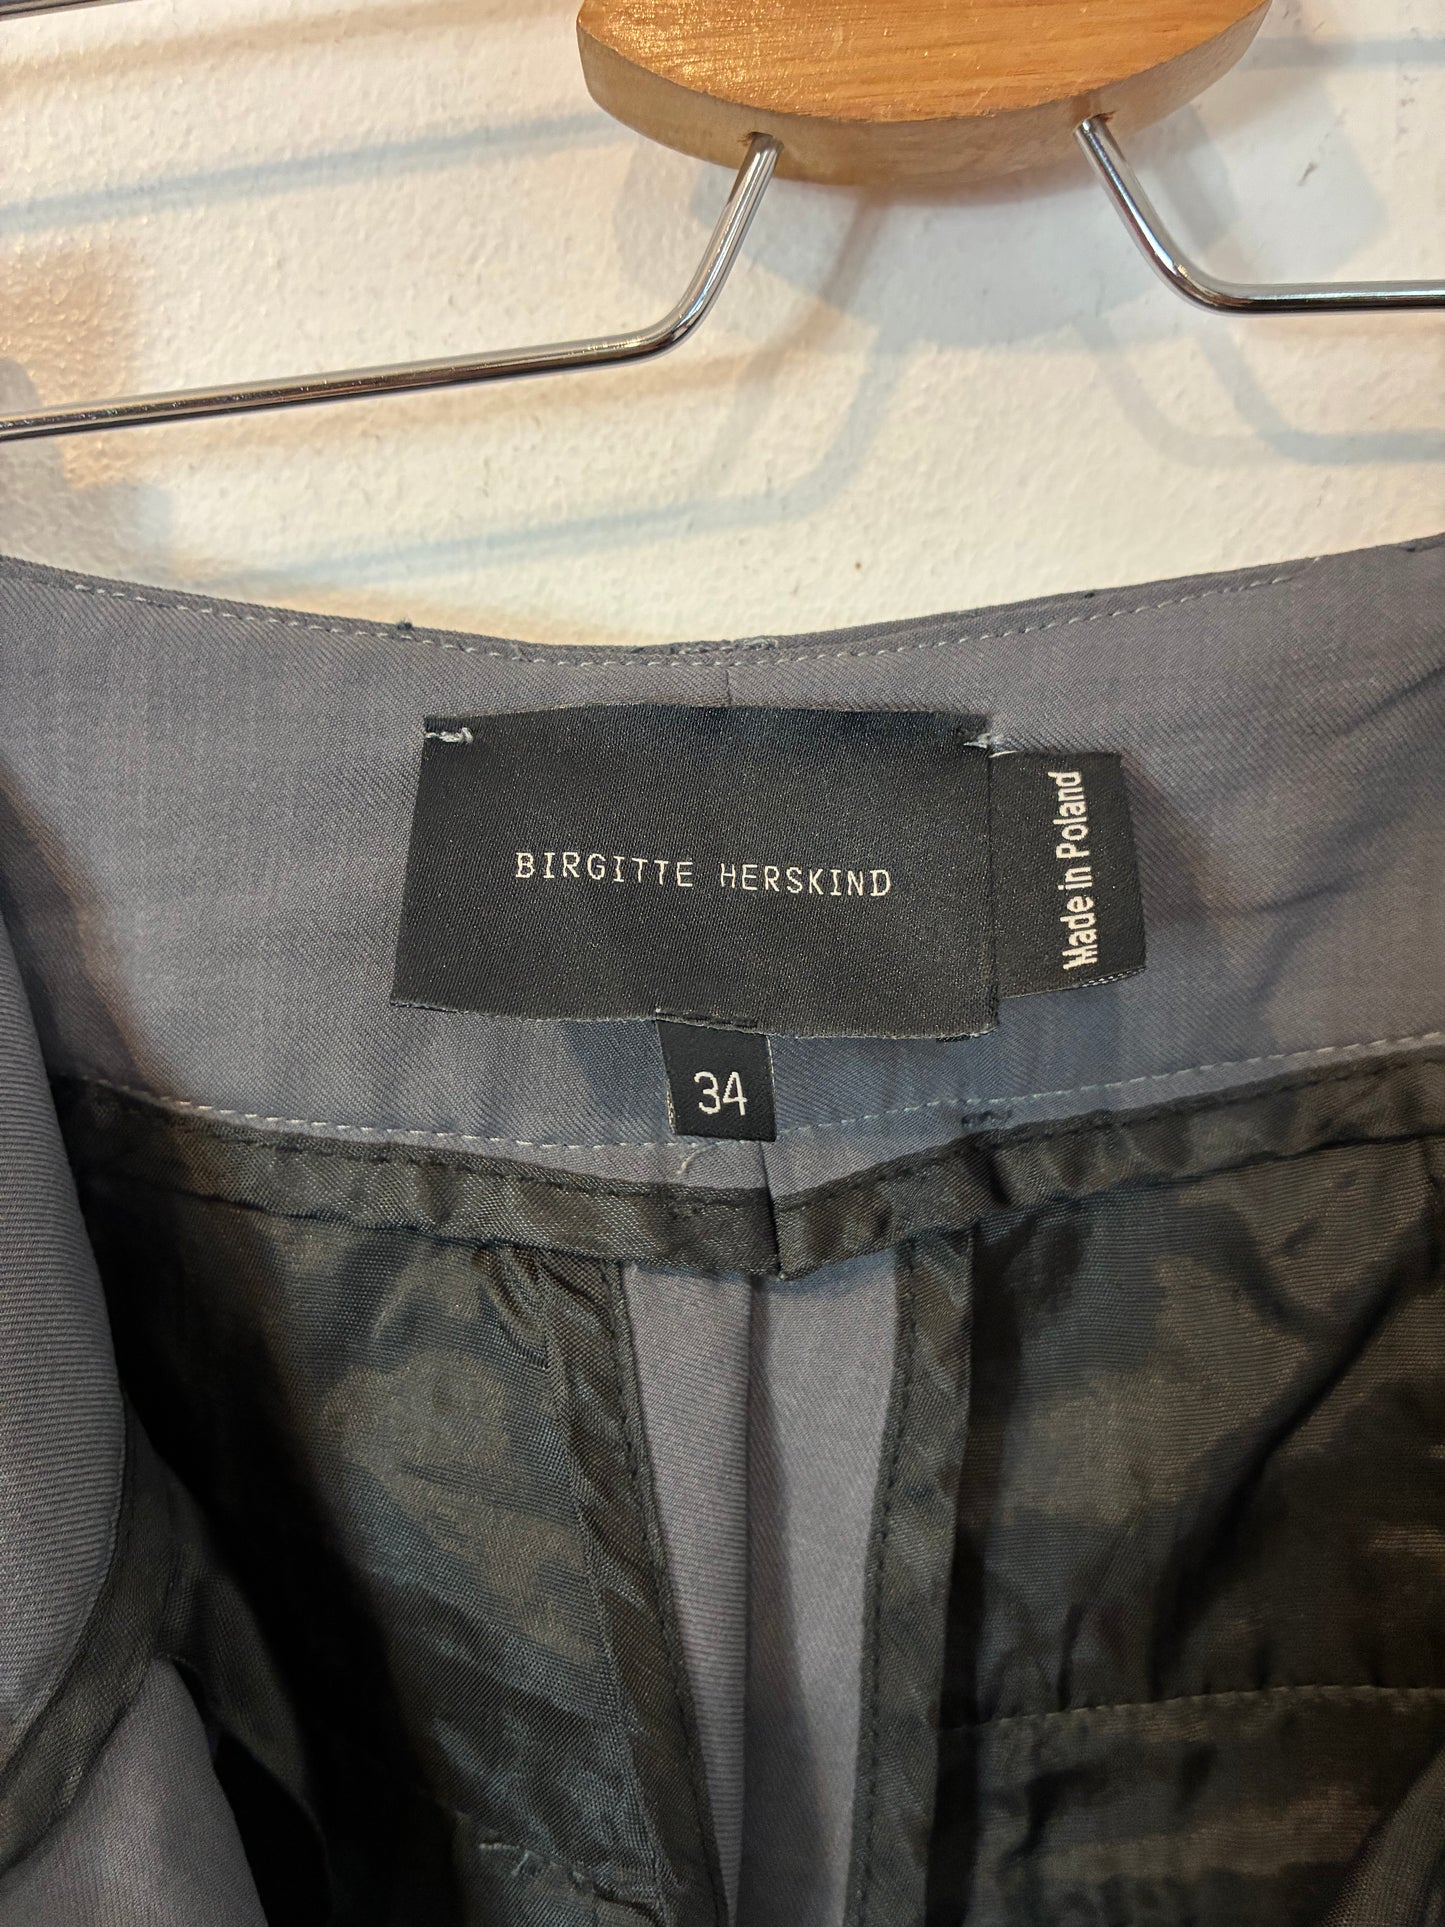 BIRGITTE HERSKIND
Made in Poland
34